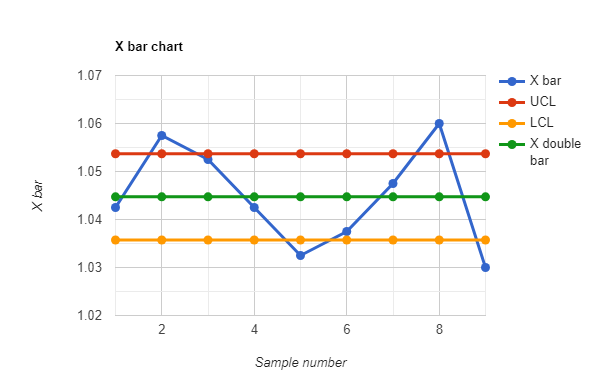 X bar chart
1.07
1.06
1.05
1.04
1.03
1.02
X bar
2
4
6
8
Sample number
X bar
UCL
LCL
X double
bar